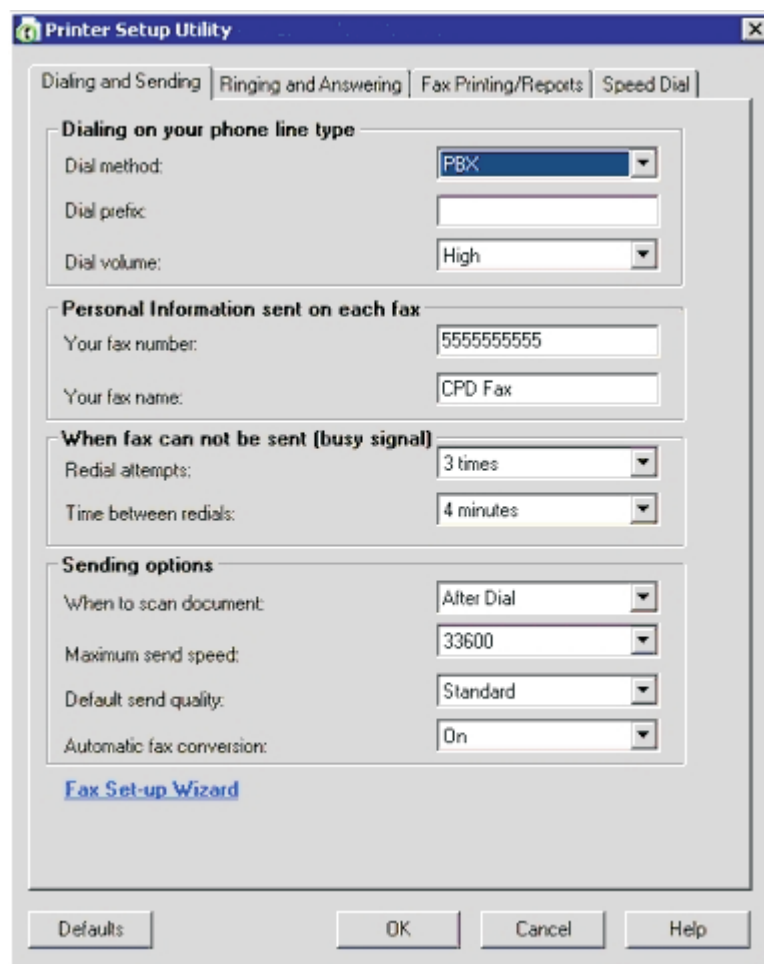 Printer Setup Utility
Dialing and Sending
Ringing and Answering
Fax Printing/Reports
Speed Dial
Dialing on your phone line type
Dial method: PBX
Dial prefix:
Dial volume: High
Personal Information sent on each fax
Your fax number: 5555555555
Your fax name: CPD Fax
When fax can not be sent (busy signal)
Redial attempts: 3 times
Time between redials: 4 minutes
Sending options
When to scan document: After Dial
Maximum send speed: 33600
Default send quality: Standard
Automatic fax conversion: On
Fax Set-up Wizard
Defaults
OK
Cancel
Help